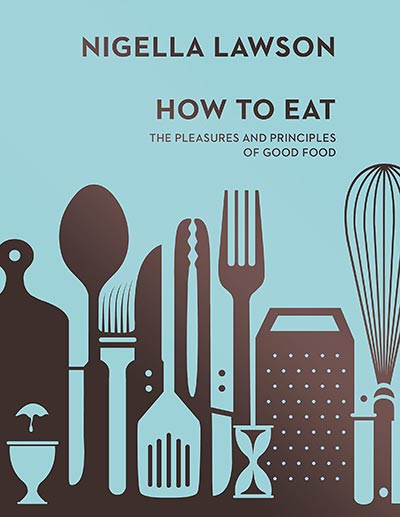 NIGELLA LAWSON
HOW TO EAT
THE PLEASURES AND PRINCIPLES
OF GOOD FOOD